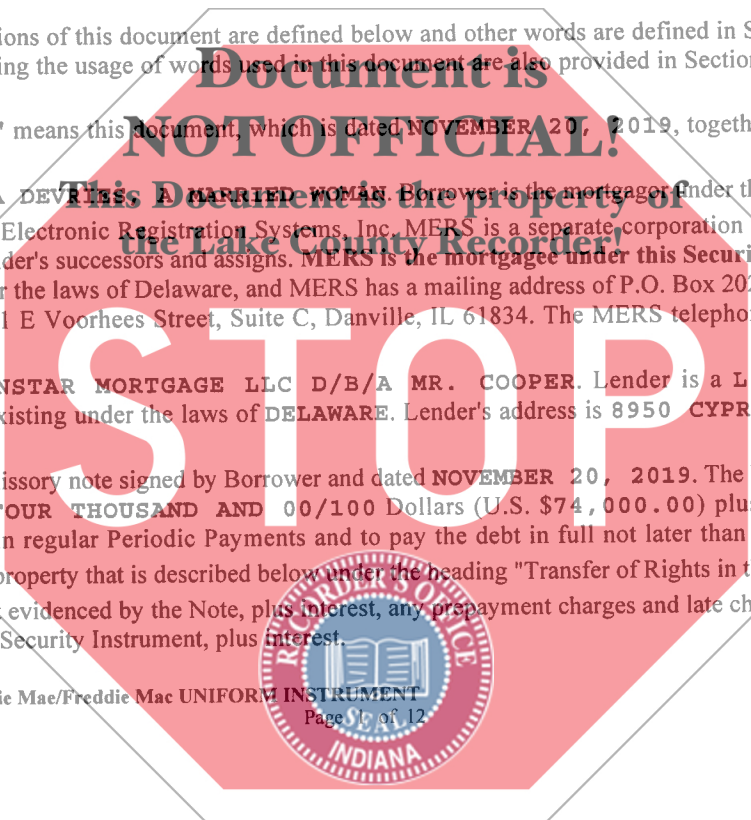 ions of this document are defined below and other words are defined in S
ing the usage of words used in this document are also provided in Section
Document is
" means this document, which is dated NOVEMBER 20, 2019, togeth
NOT OFFICIAL!
A DEVRIES, A MARRIED WOMAN. Borrower is the mortgagor under th
This Document is the property of
Electronic Registration Systems, Inc. MERS is a separate corporation
the Lake County Recorder!
der's successors and assigns. MERS is the mortgagee under this Securi
r the laws of Delaware, and MERS has a mailing address of P.O. Box 202
1 E Voorhees Street, Suite C, Danville, IL 61834. The MERS telepho
STOP
NSTAR MORTGAGE LLC D/B/A MR. COOPER. Lender is a L
xisting under the laws of DELAWARE. Lender's address is 8950 CYPR
issory note signed by Borrower and dated NOVEMBER 20, 2019. The
OUR THOUSAND AND 00/100 Dollars (U.S. $74,000.00) plus
n regular Periodic Payments and to pay the debt in full not later than
property that is described below under the heading "Transfer of Rights in t
t evidenced by the Note, plus interest, any prepayment charges and late ch
Security Instrument, plus interest.
ie Mae/Freddie Mac UNIFORM INSTRUMENT
Page 1 of 12
RECORDER'S OFFICE
SEAL
INDIANA